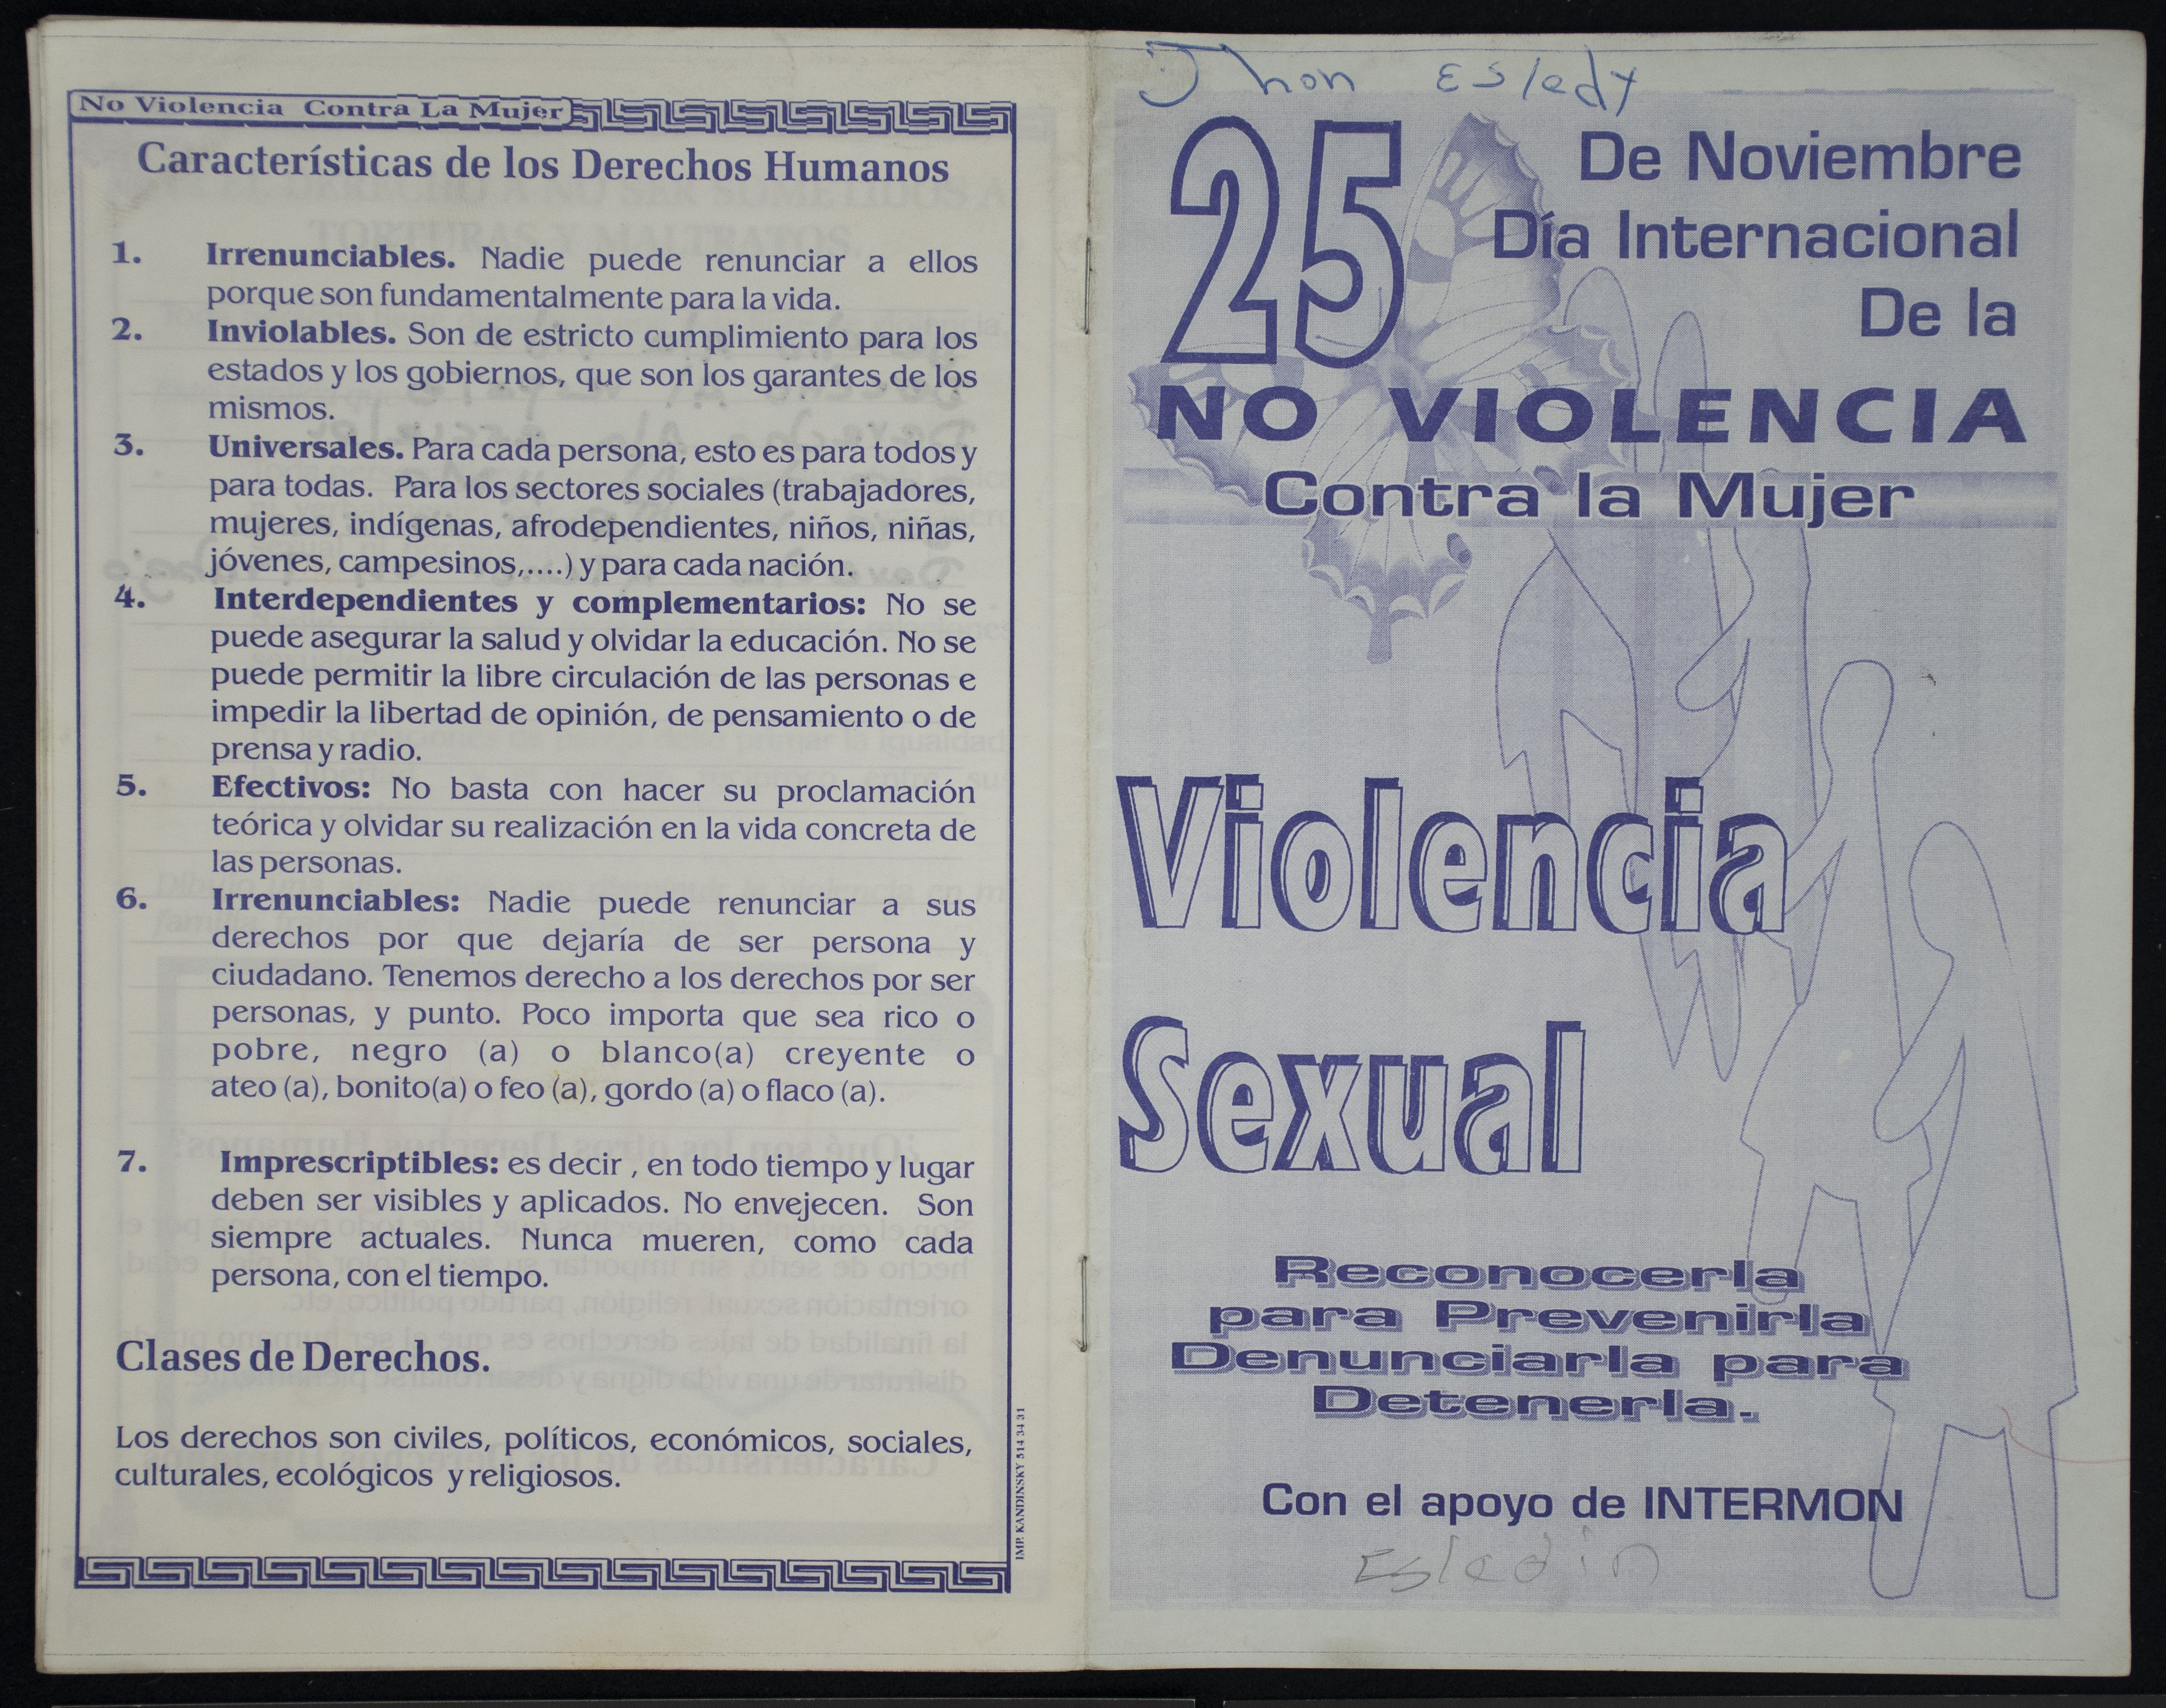 No Violencia Contra La Mujer
Características de los Derechos Humanos
1. Irrenunciables. Nadie puede renunciar a ellos
porque son fundamentalmente para la vida.
2. Inviolables. Son de estricto cumplimiento para los
estados y los gobiernos, que son los garantes de los
mismos.
3. Universales. Para cada persona, esto es para todos y
para todas. Para los sectores sociales (trabajadores,
mujeres, indígenas, afrodependientes, niños, niñas,
jóvenes, campesinos,....) y para cada nación.
4. Interdependientes y complementarios: No se
puede asegurar la salud y olvidar la educación. No se
puede permitir la libre circulación de las personas e
impedir la libertad de opinión, de pensamiento o de
prensa y radio.
5. Efectivos: No basta con hacer su proclamación
teórica y olvidar su realización en la vida concreta de
las personas.
6. Irrenunciables: Nadie puede renunciar a sus
derechos por que dejaría de ser persona y
ciudadano. Tenemos derecho a los derechos por ser
personas, y punto. Poco importa que sea rico o
pobre, negro (a) o blanco(a) creyente o
ateo (a), bonito(a) o feo (a), gordo (a) o flaco (a).
7. Imprescriptibles: es decir , en todo tiempo y lugar
deben ser visibles y aplicados. No envejecen. Son
siempre actuales. Nunca mueren, como cada
persona, con el tiempo.
Clases de Derechos.
Los derechos son civiles, políticos, económicos, sociales,
culturales, ecológicos y religiosos.
IMP. KANDINSKY 514 34 31
Jhon Esledy
25 De Noviembre
Día Internacional
De la
NO VIOLENCIA
Contra la Mujer
Violencia
Sexual
Reconocerla
para Prevenirla
Denunciarla para
Detenerla.
Con el apoyo de INTERMON
Esledin